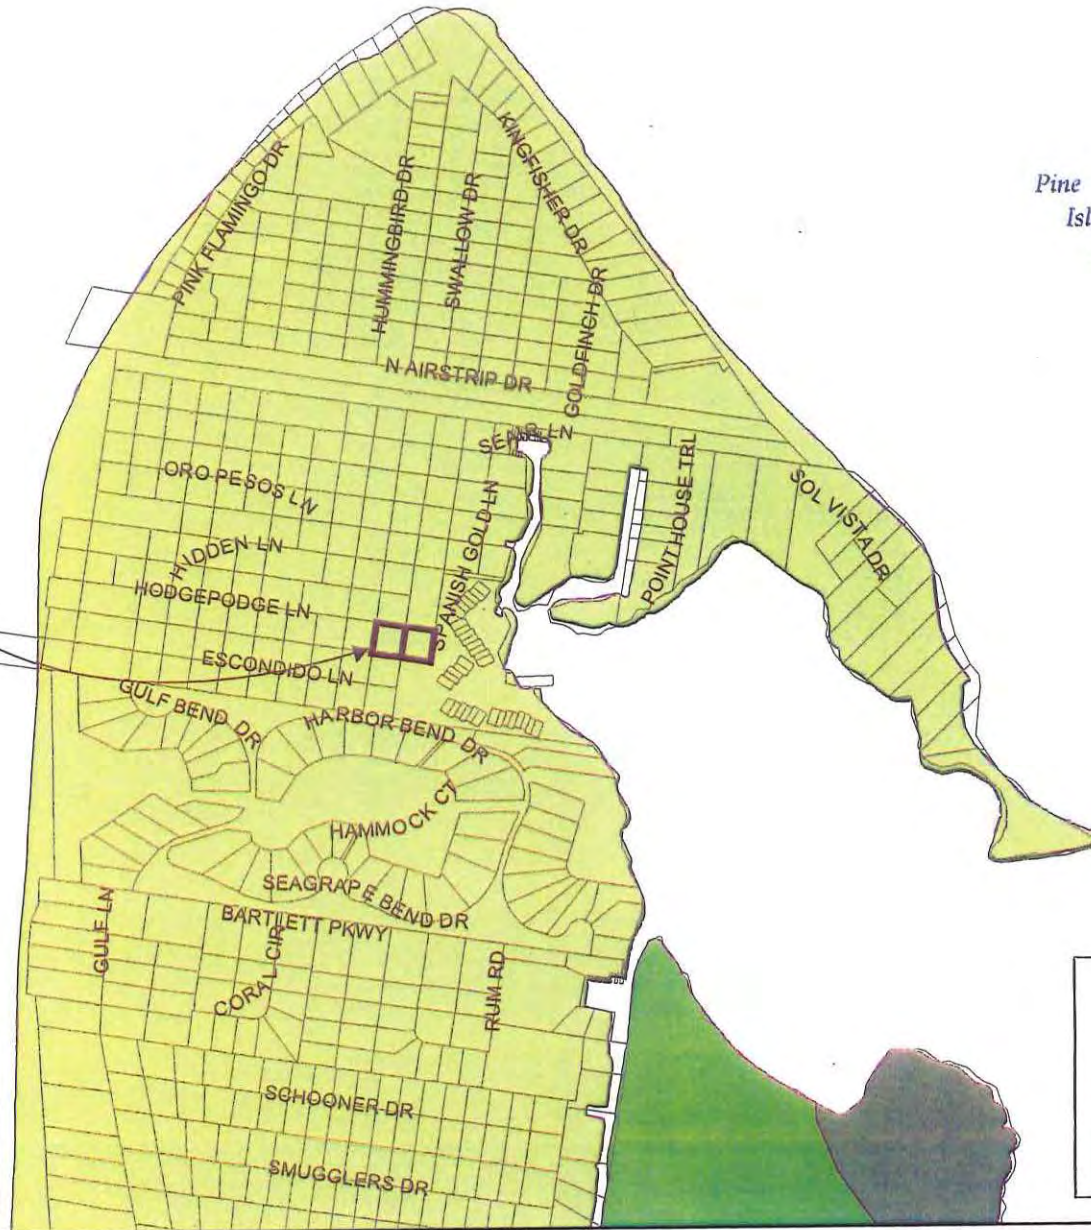 Pine
Isl
KINGFISHER DR
PINK FLAMINGO DR
HUMMINGBIRD DR
SWALLOW DR
GOLDFINCH DR
N AIRSTRIP DR
LN
ORO PESOS LN
SPANISH GOLD LN
POINTHOUSE TRL
SOL VISTA DR
HIDDEN LN
HODGEPODGE LN
ESCONDIDO LN
GULF BEND DR
HARBOR BEND DR
HAMMOCK CT
SEAGRAPE BEND DR
BARTLETT PKWY
GULF LN
CORAL CIR
RUM RD
SCHOONER DR
SMUGGLERS DR